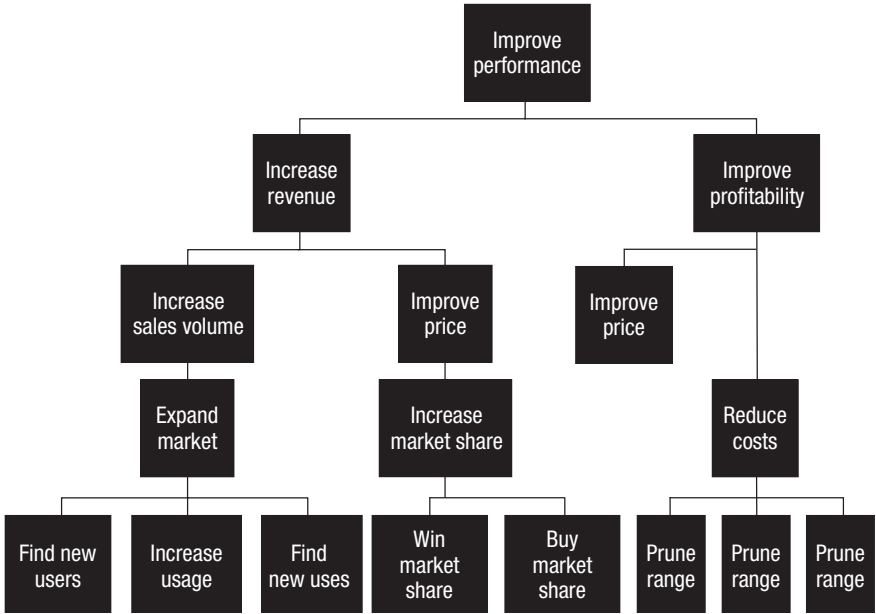 Improve
performance
Increase
revenue
Improve
profitability
Increase
sales volume
Improve
price
Improve
price
Expand
market
Increase
market share
Reduce
costs
Find new
users
Increase
usage
Find
new uses
Win
market
share
Buy
market
share
Prune
range
Prune
range
Prune
range